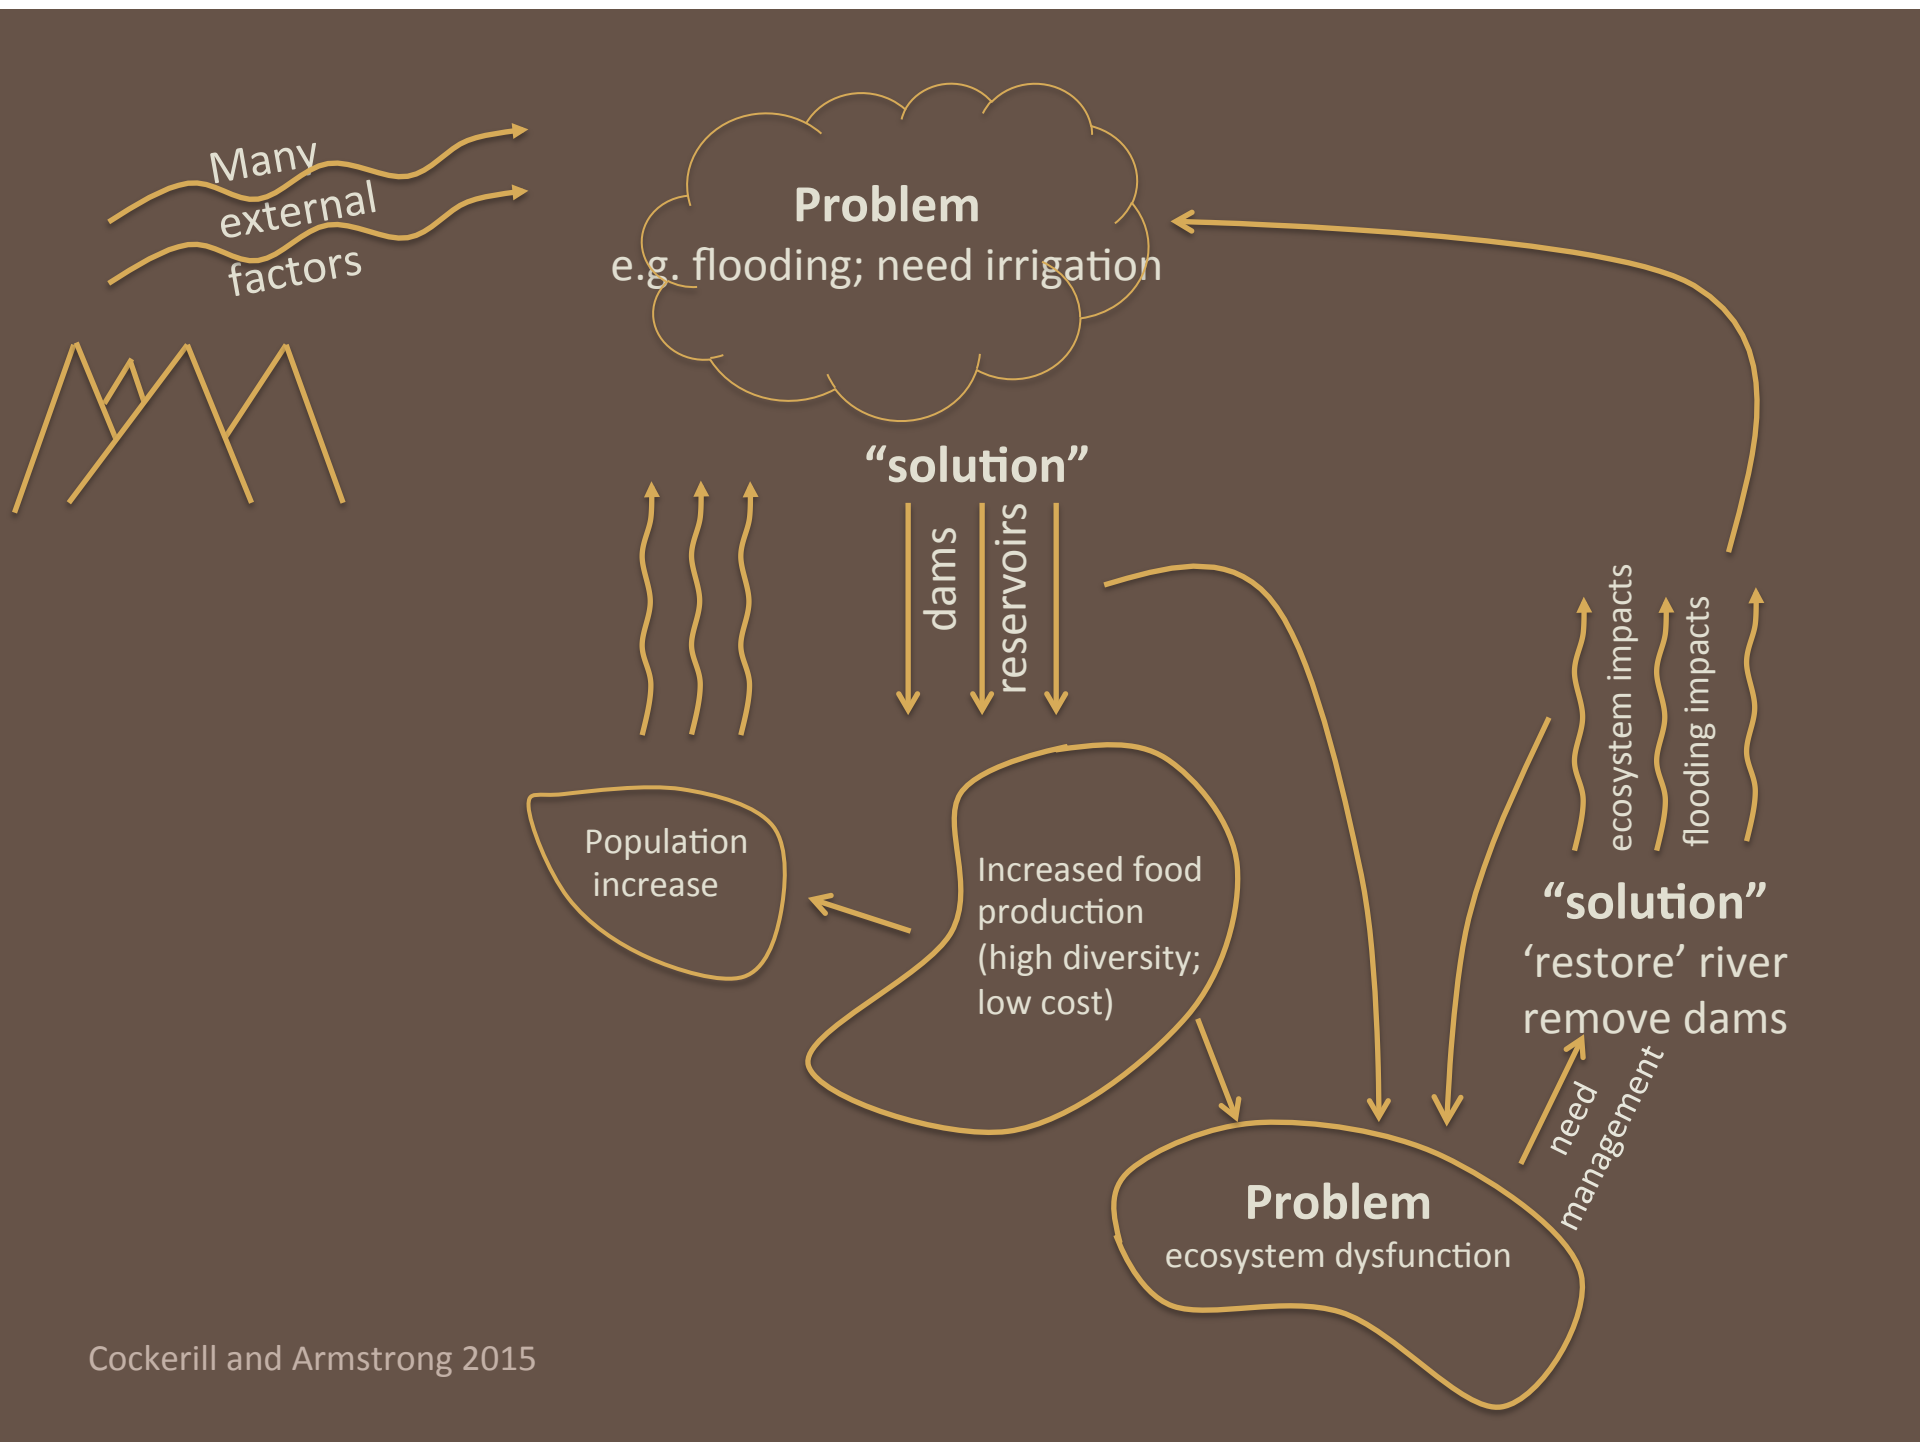 Many
external
factors
Problem
e.g. flooding; need irrigation
“solution”
dams
reservoirs
Population
increase
Increased food
production
(high diversity;
low cost)
ecosystem impacts
flooding impacts
“solution”
‘restore’ river
remove dams
need
management
Problem
ecosystem dysfunction
Cockerill and Armstrong 2015